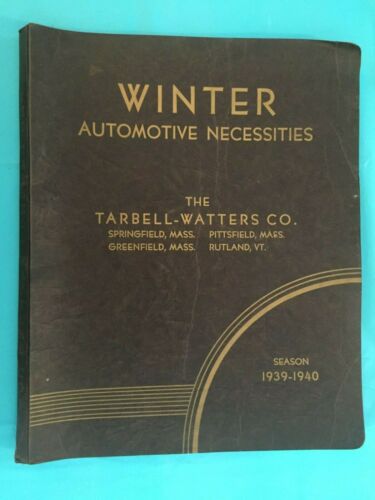 WINTER
AUTOMOTIVE NECESSITIES
THE
TARBELL-WATTERS CO.
SPRINGFIELD, MASS. PITTSFIELD, MASS.
GREENFIELD, MASS. RUTLAND, VT.
SEASON
1939-1940